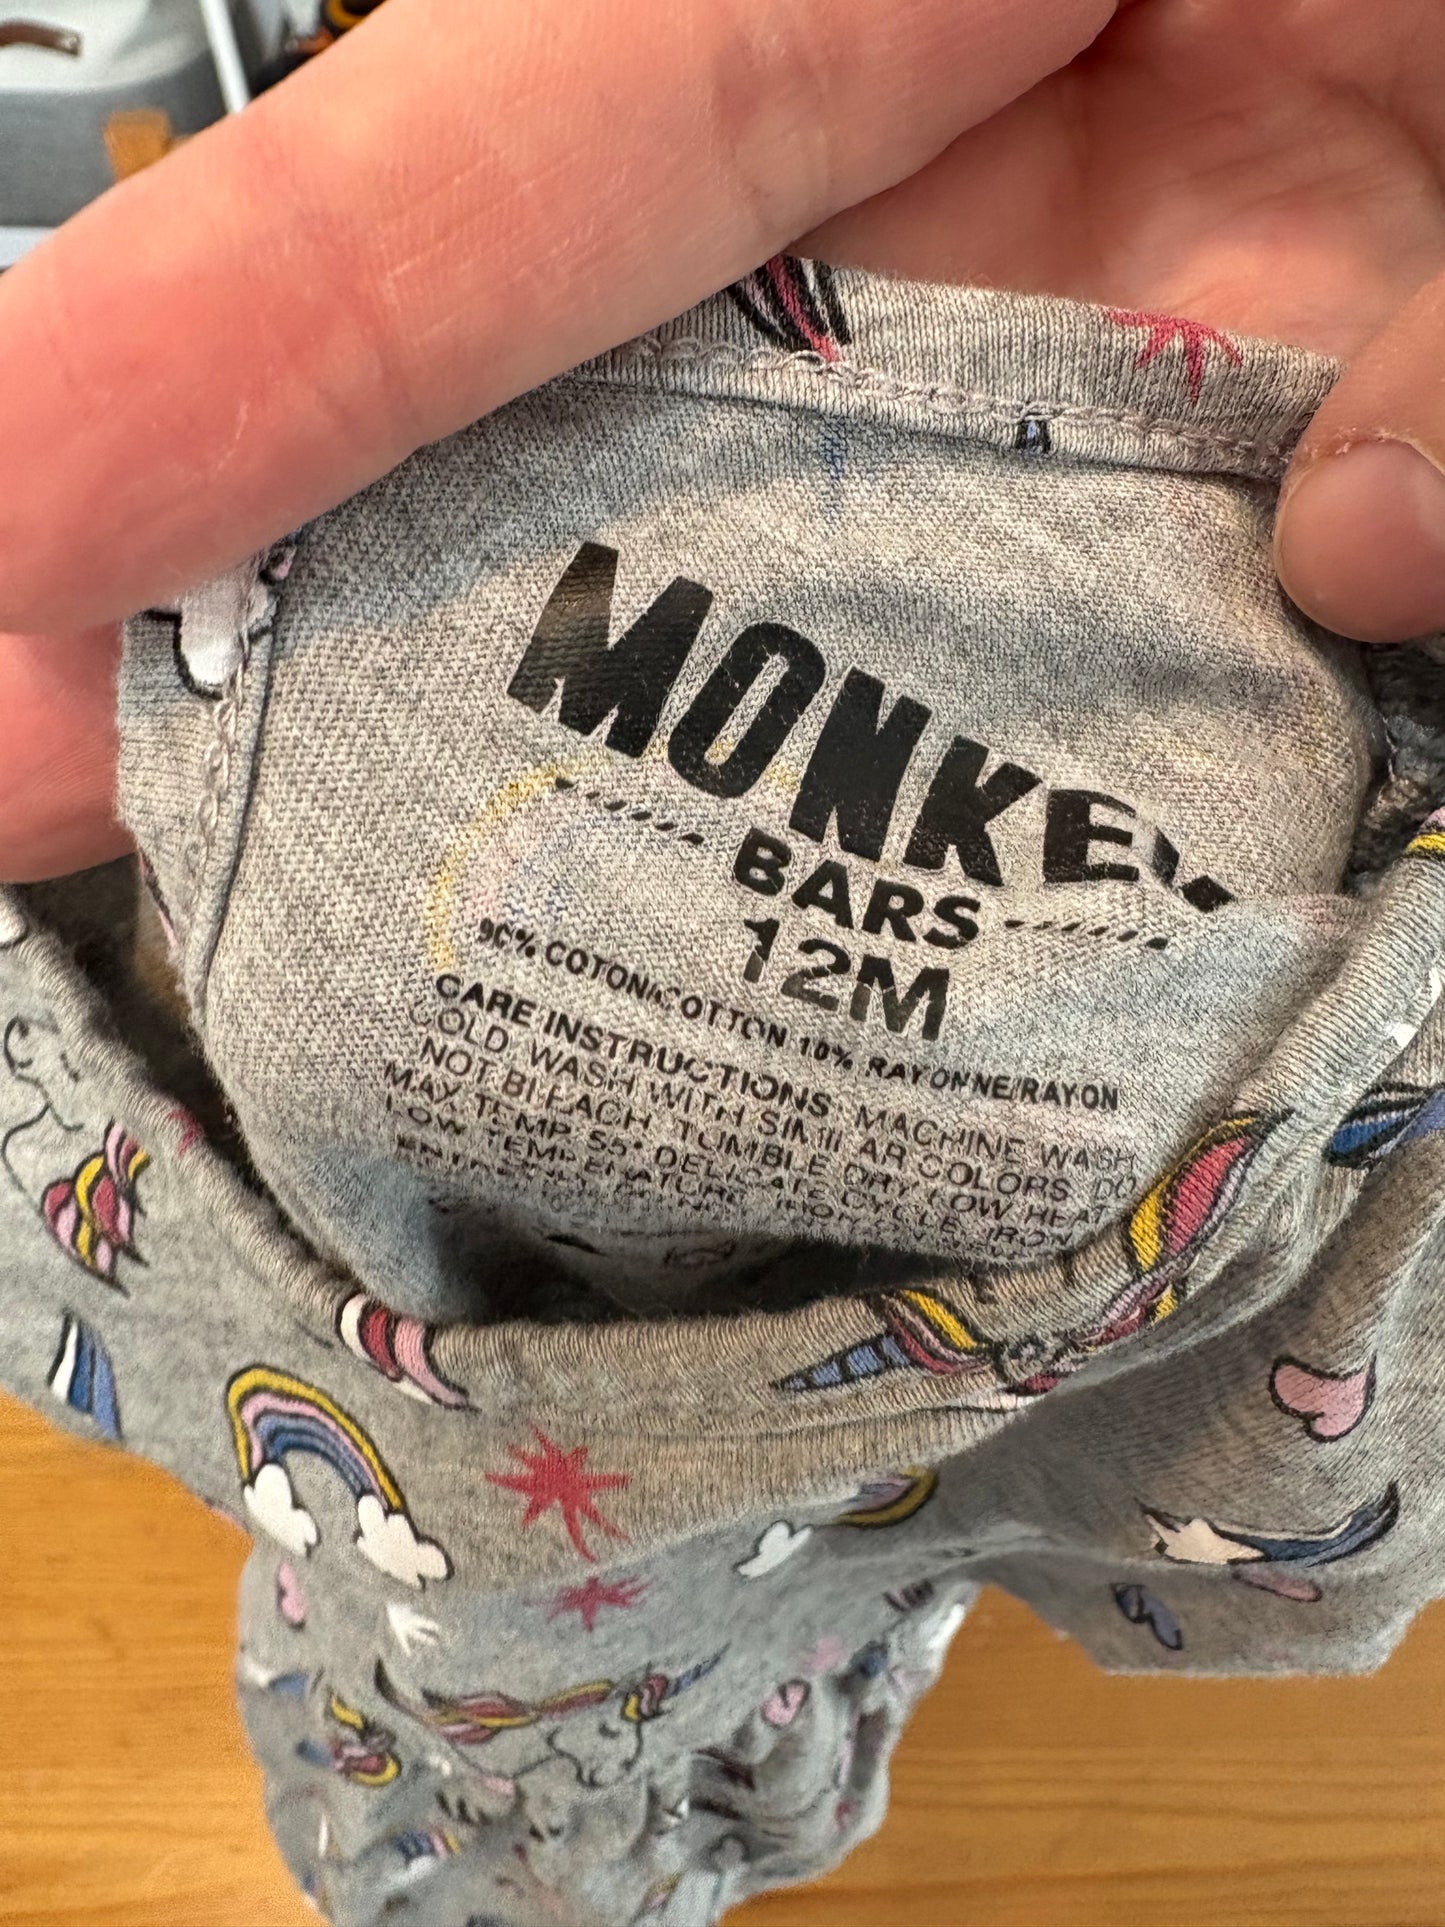 MONKEY
BARS
12M
90% COTON/COTTON 10% RAYONNE/RAYON
CARE INSTRUCTIONS: MACHINE WASH
COLD, WASH WITH SIMILAR COLORS, DO
NOT BLEACH, TUMBLE DRY, LOW HEAT
MAX TEMP 55° DELICATE CYCLE, IRON
LOW TEMPERATURE